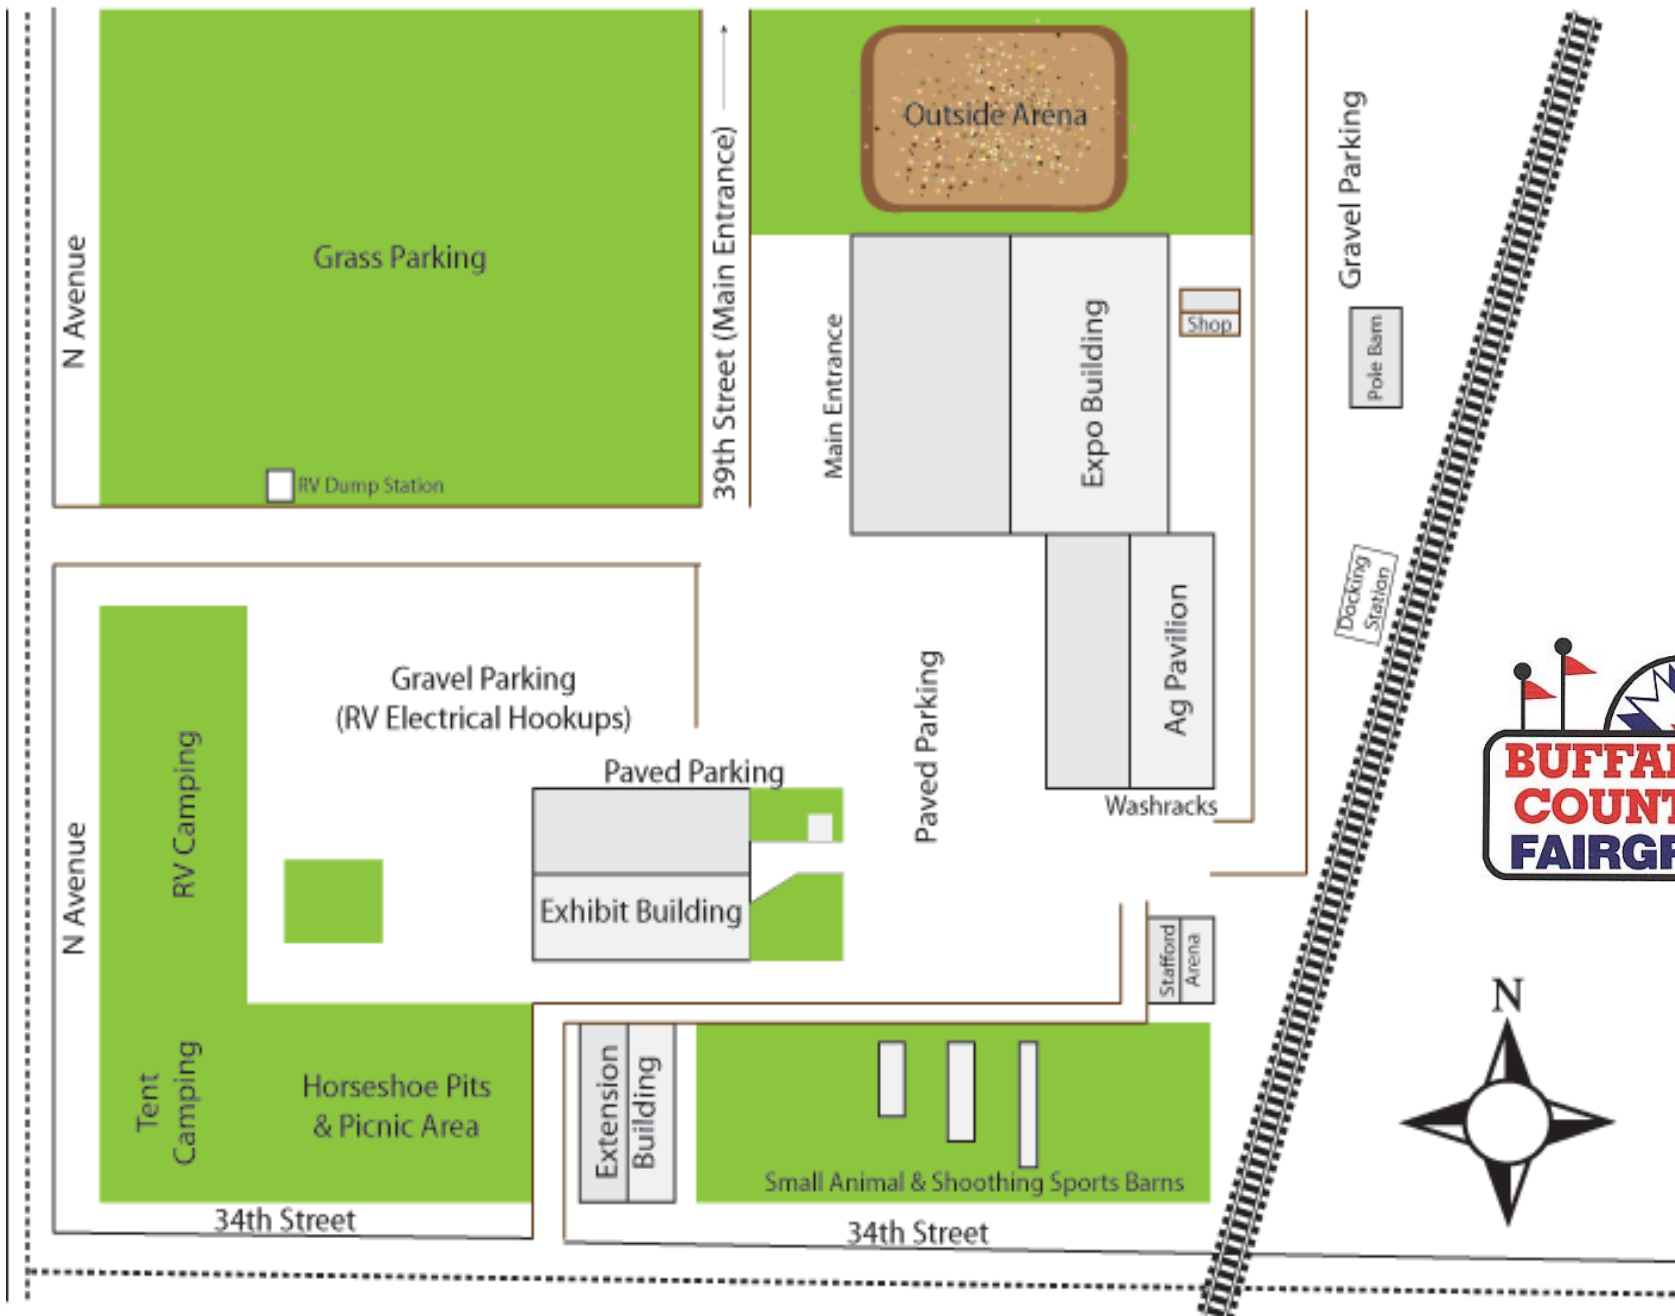 Outside Arena
Gravel Parking
N Avenue
Grass Parking
39th Street (Main Entrance)
Main Entrance
Expo Building
Shop
Pole Barn
RV Dump Station
Docking
Station
Gravel Parking
(RV Electrical Hookups)
Paved Parking
Ag Pavilion
RV Camping
Paved Parking
Washracks
N Avenue
Exhibit Building
Stafford
Arena
Tent
Camping
Horseshoe Pits
& Picnic Area
Extension
Building
Small Animal & Shoothing Sports Barns
34th Street
34th Street
BUFFA
COUNT
FAIRG
N